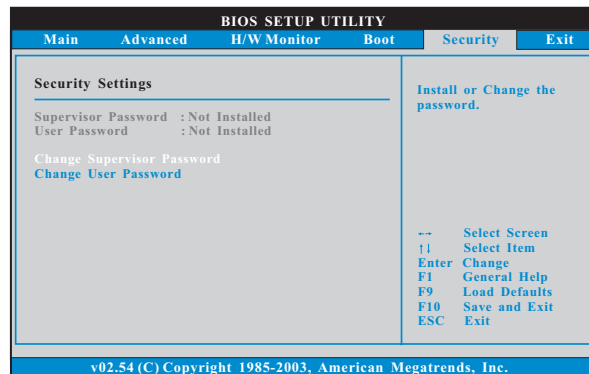 BIOS SETUP UTILITY
Main Advanced H/W Monitor Boot Security Exit
Security Settings
Supervisor Password : Not Installed
User Password : Not Installed
Change Supervisor Password
Change User Password
Install or Change the
password.
←→ Select Screen
↑↓ Select Item
Enter Change
F1 General Help
F9 Load Defaults
F10 Save and Exit
ESC Exit
v02.54 (C) Copyright 1985-2003, American Megatrends, Inc.